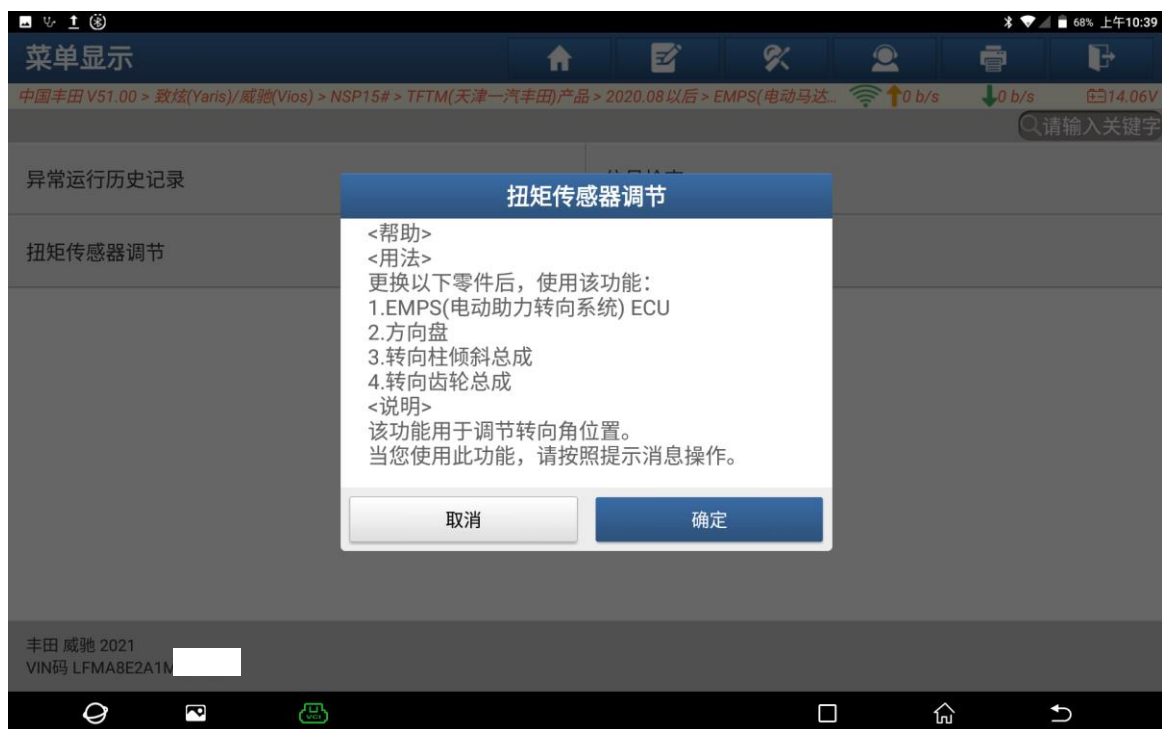 68% 上午10:39
菜单显示
中国丰田 V51.00 > 致炫(Yaris)/威驰(Vios) > NSP15# > TFTM(天津一汽丰田)产品 > 2020.08以后 > EMPS(电动马达... 0 b/s 0 b/s 14.06V
请输入关键字
异常运行历史记录
扭矩传感器调节
扭矩传感器调节
<帮助>
<用法>
更换以下零件后，使用该功能：
1.EMPS(电动助力转向系统) ECU
2.方向盘
3.转向柱倾斜总成
4.转向齿轮总成
<说明>
该功能用于调节转向角位置。
当您使用此功能，请按照提示消息操作。
取消 确定
丰田 威驰 2021
VIN码 LFMA8E2A1M
VCI